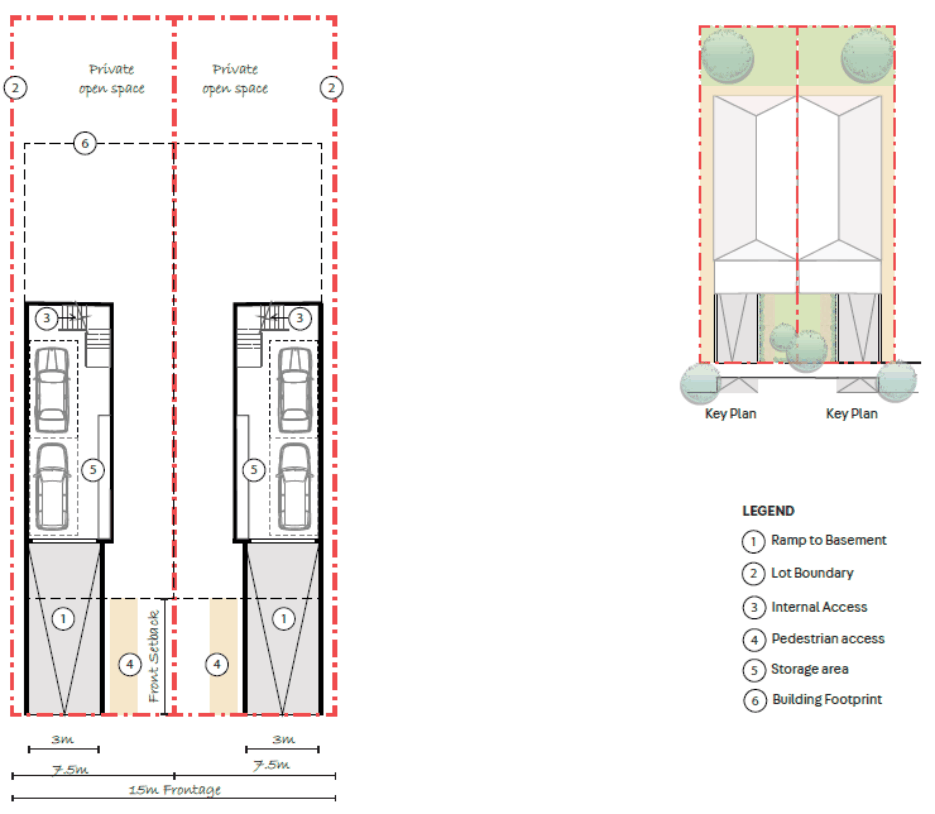 Private
open space
Private
open space
2
2
6
3
3
5
5
1
1
4
Front Setback
4
3m
3m
7.5m
7.5m
15m Frontage
Key Plan
Key Plan
LEGEND
1 Ramp to Basement
2 Lot Boundary
3 Internal Access
4 Pedestrian access
5 Storage area
6 Building Footprint